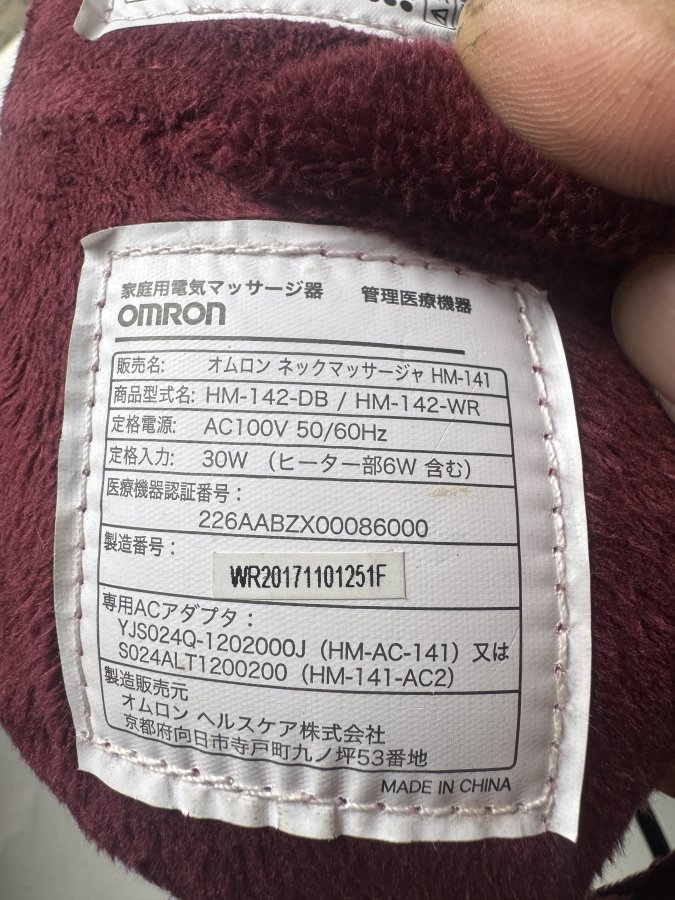 家庭用電気マッサージ器 管理医療機器
OMRON
販売名: オムロン ネックマッサージャ HM-141
商品型式名: HM-142-DB / HM-142-WR
定格電源: AC100V 50/60Hz
定格入力: 30W （ヒーター部6W 含む）
医療機器認証番号：
226AABZX00086000
製造番号：
WR20171101251F
専用ACアダプタ：
YJS024Q-1202000J（HM-AC-141）又は
S024ALT1200200（HM-141-AC2）
製造販売元
オムロン ヘルスケア株式会社
京都府向日市寺戸町九ノ坪53番地
MADE IN CHINA